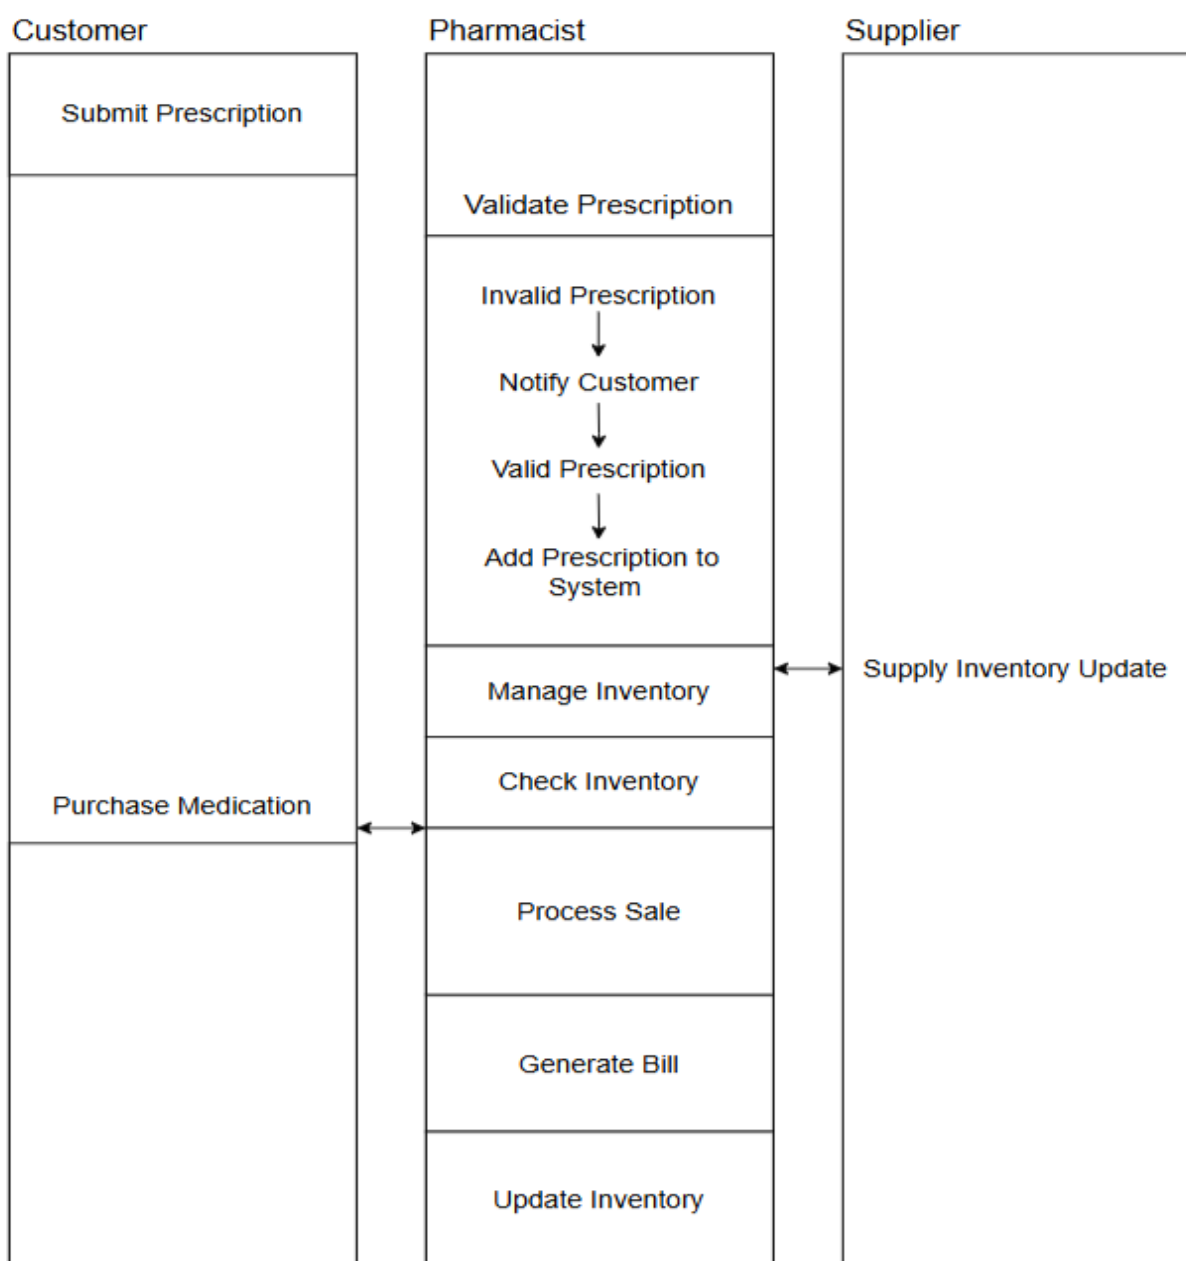 Customer
Pharmacist
Supplier
Submit Prescription
Validate Prescription
Invalid Prescription
Notify Customer
Valid Prescription
Add Prescription to
System
Manage Inventory
Supply Inventory Update
Check Inventory
Purchase Medication
Process Sale
Generate Bill
Update Inventory